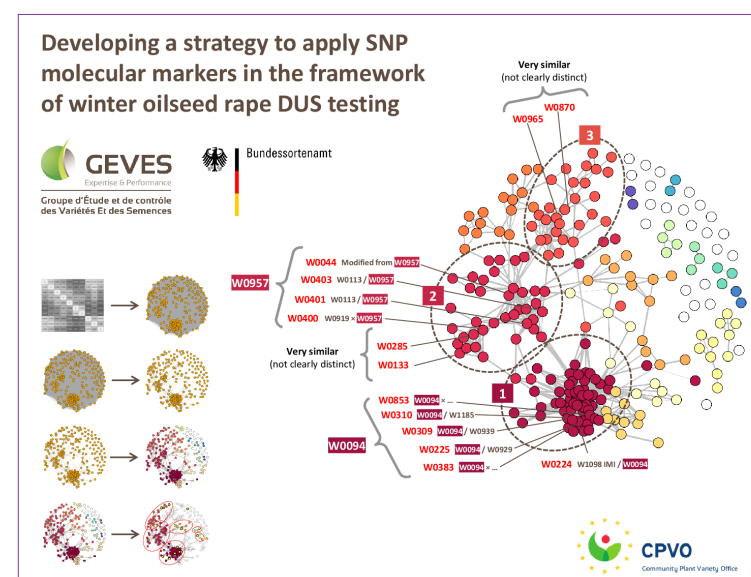 Developing a strategy to apply SNP
molecular markers in the framework
of winter oilseed rape DUS testing
GEVES
Expertise & Performance
Groupe d'Étude et de contrôle
des Variétés Et des Semences
Bundessortenamt
Very similar
(not clearly distinct)
W0870
W0965
3
W0957
W0044 Modified from W0957
W0403 W0113 / W0957
W0401 W0113 / W0957
W0400 W0919 × W0957
2
Very similar
(not clearly distinct)
W0285
W0133
1
W0094
W0853 W0094 × ...
W0310 W0094 / W1185
W0309 W0094 / W0939
W0225 W0094 / W0929
W0383 W0094 × ...
W0224 W1098 IMI / W0094
CPVO
Community Plant Variety Office